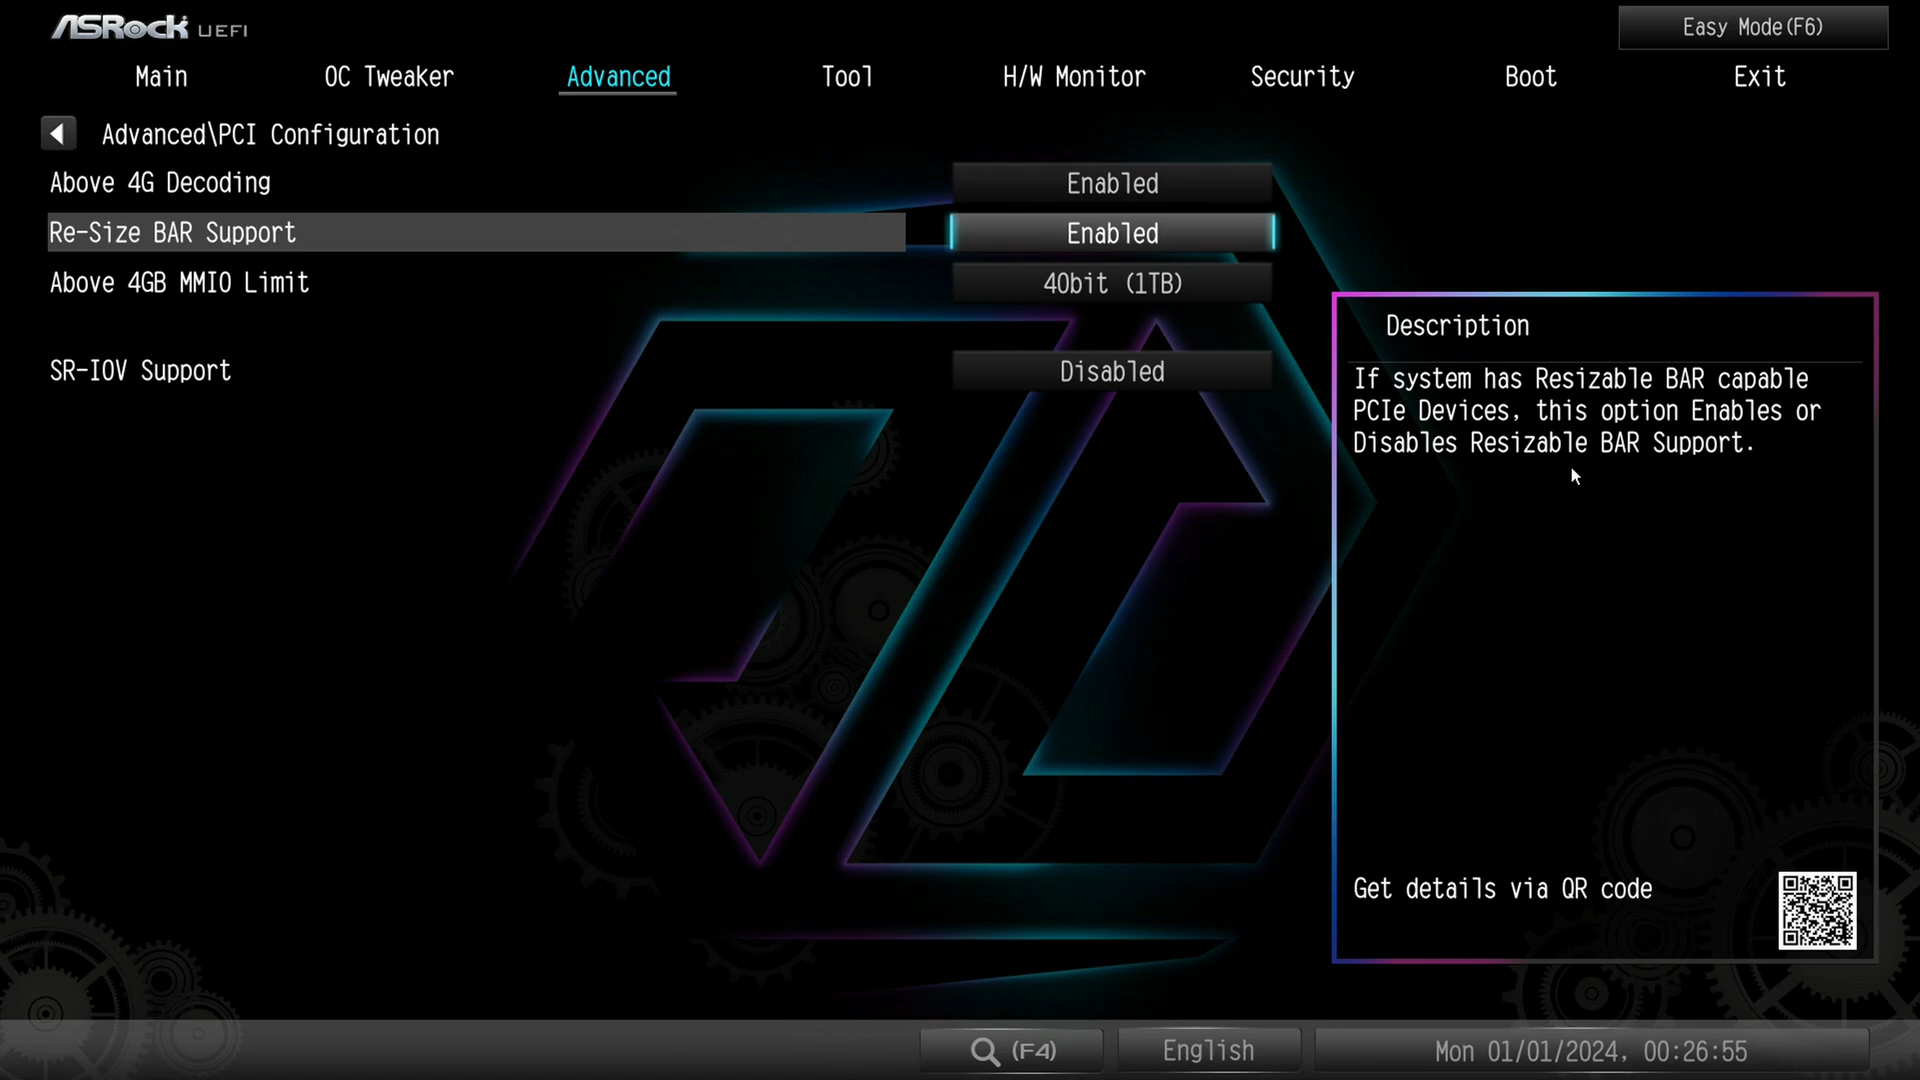 ASRock UEFI
Easy Mode(F6)
Main OC Tweaker Advanced Tool H/W Monitor Security Boot Exit
Advanced\PCI Configuration
Above 4G Decoding Enabled
Re-Size BAR Support Enabled
Above 4GB MMIO Limit 40bit (1TB)
SR-IOV Support Disabled
Description
If system has Resizable BAR capable
PCIe Devices, this option Enables or
Disables Resizable BAR Support.
Get details via QR code
(F4) English Mon 01/01/2024, 00:26:55